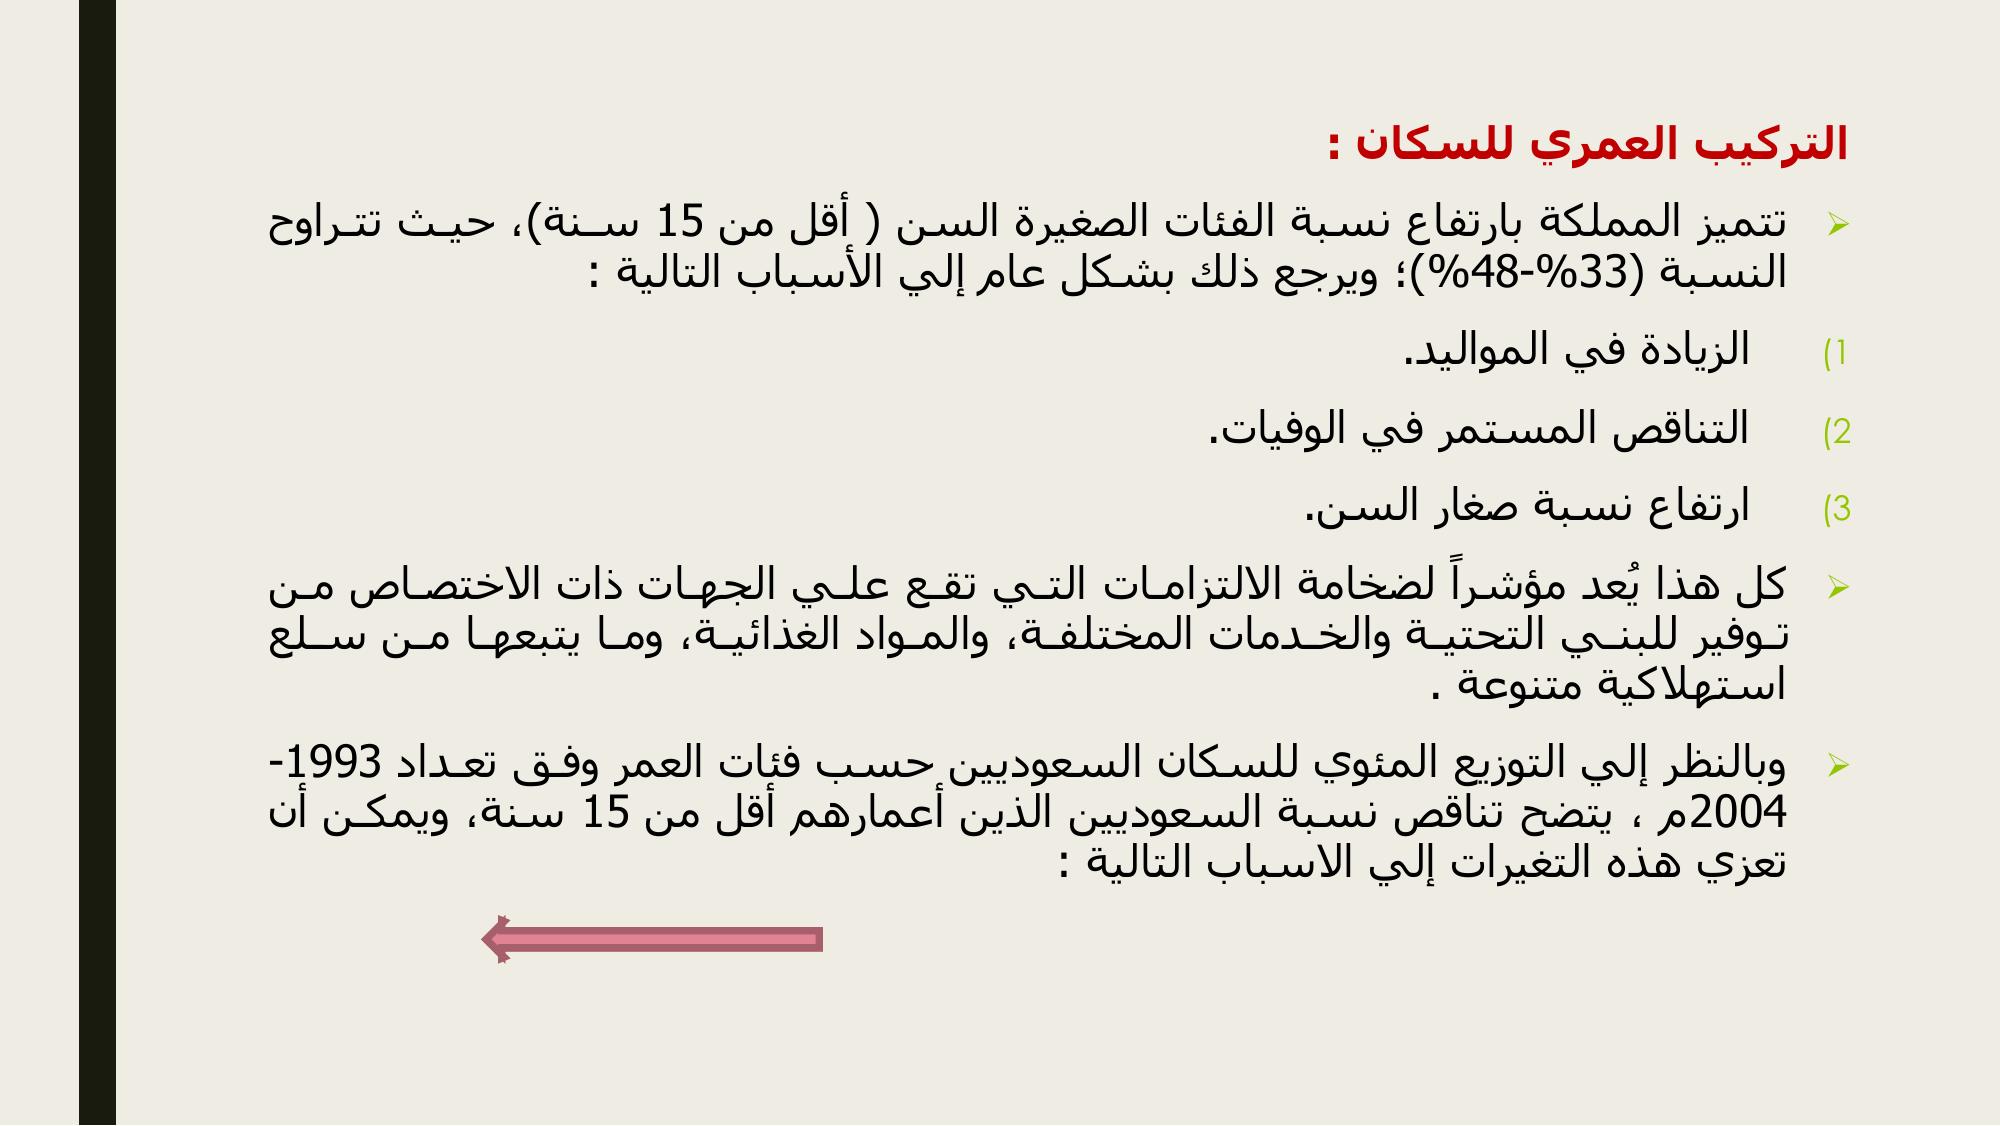 التركيب العمري للسكان :
تتميز المملكة بارتفاع نسبة الفئات الصغيرة السن ( أقل من 15 سنة)، حيث تتراوح
النسبة (33%-48%)؛ ويرجع ذلك بشكل عام إلي الأسباب التالية :
1) الزيادة في المواليد.
2) التناقص المستمر في الوفيات.
3) ارتفاع نسبة صغار السن.
كل هذا يُعد مؤشراً لضخامة الالتزامات التي تقع علي الجهات ذات الاختصاص من
توفير للبني التحتية والخدمات المختلفة، والمواد الغذائية، وما يتبعها من سلع
استهلاكية متنوعة .
وبالنظر إلي التوزيع المئوي للسكان السعوديين حسب فئات العمر وفق تعداد 1993-
2004م ، يتضح تناقص نسبة السعوديين الذين أعمارهم أقل من 15 سنة، ويمكن أن
تعزي هذه التغيرات إلي الاسباب التالية :